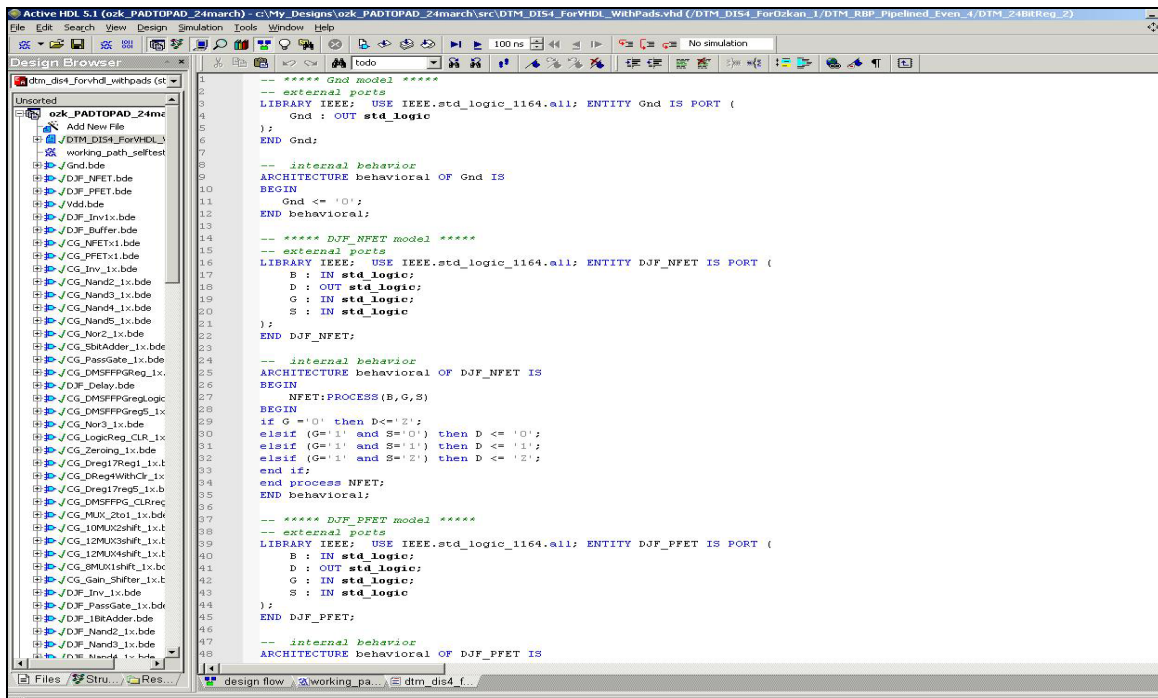 Active HDL 5.1 (ozk_PADTOPAD_24march) - c:\My_Designs\ozk_PADTOPAD_24march\src\DTM_DIS4_ForVHDL_WithPads.vhd (/DTM_DIS4_ForOzkan_1/DTM_RBP_Pipelined_Even_4/DTM_24BitReg_2)
File Edit Search View Design Simulation Tools Window Help
100 ns No simulation
Design Browser
todo
dtm_dis4_forvhdl_withpads (st
Unsorted
ozk_PADTOPAD_24ma
Add New File
/DTM_DIS4_ForVHDL_
working_path_selftest
Gnd.bde
DJF_NFET.bde
DJF_PFET.bde
Vdd.bde
DJF_Inv1x.bde
DJF_Buffer.bde
CG_NFETx1.bde
CG_PFETx1.bde
CG_Inv_1x.bde
CG_Nand2_1x.bde
CG_Nand3_1x.bde
CG_Nand4_1x.bde
CG_Nand5_1x.bde
CG_Nor2_1x.bde
CG_5bitAdder_1x.bde
CG_PassGate_1x.bde
CG_DMSFFPGReg_1x.
DJF_Delay.bde
CG_DMSFFPGregLogic
CG_DMSFFPGreg5_1x
CG_Nor3_1x.bde
CG_LogicReg_CLR_1x
CG_Zeroing_1x.bde
CG_Dreg17Reg1_1x.b
CG_DReg4WithClr_1x
CG_Dreg17reg5_1x.b
CG_DMSFFPG_CLRreg
CG_MUX_2to1_1x.bde
CG_10MUX2shift_1x.b
CG_12MUX3shift_1x.b
CG_12MUX4shift_1x.b
CG_8MUX1shift_1x.bd
CG_Gain_Shifter_1x.b
DJF_Inv_1x.bde
DJF_PassGate_1x.bde
DJF_1BitAdder.bde
DJF_Nand2_1x.bde
DJF_Nand3_1x.bde
DJF_Nand4_1x.bde
Files Stru... Res...
1 -- ***** Gnd model *****
2 -- external ports
3 LIBRARY IEEE; USE IEEE.std_logic_1164.all; ENTITY Gnd IS PORT (
4 Gnd : OUT std_logic
5 );
6 END Gnd;
7
8 -- internal behavior
9 ARCHITECTURE behavioral OF Gnd IS
10 BEGIN
11 Gnd <= '0';
12 END behavioral;
13
14 -- ***** DJF_NFET model *****
15 -- external ports
16 LIBRARY IEEE; USE IEEE.std_logic_1164.all; ENTITY DJF_NFET IS PORT (
17 B : IN std_logic;
18 D : OUT std_logic;
19 G : IN std_logic;
20 S : IN std_logic
21 );
22 END DJF_NFET;
23
24 -- internal behavior
25 ARCHITECTURE behavioral OF DJF_NFET IS
26 BEGIN
27 NFET:PROCESS(B,G,S)
28 BEGIN
29 if G ='0' then D<='Z';
30 elsif (G='1' and S='0') then D <= '0';
31 elsif (G='1' and S='1') then D <= '1';
32 elsif (G='1' and S='Z') then D <= 'Z';
33 end if;
34 end process NFET;
35 END behavioral;
36
37 -- ***** DJF_PFET model *****
38 -- external ports
39 LIBRARY IEEE; USE IEEE.std_logic_1164.all; ENTITY DJF_PFET IS PORT (
40 B : IN std_logic;
41 D : OUT std_logic;
42 G : IN std_logic;
43 S : IN std_logic
44 );
45 END DJF_PFET;
46
47 -- internal behavior
48 ARCHITECTURE behavioral OF DJF_PFET IS
design flow working_pa... dtm_dis4_f...